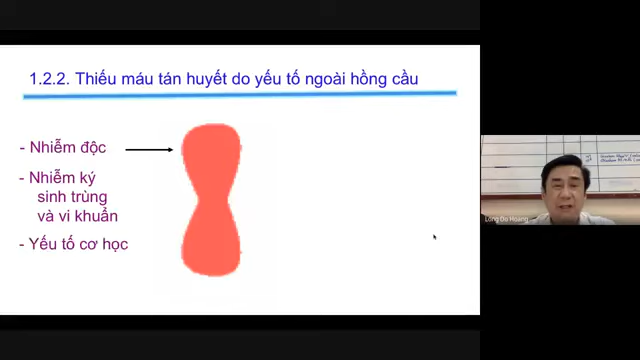 1.2.2. Thiếu máu tán huyết do yếu tố ngoài hồng cầu
- Nhiễm độc
- Nhiễm ký
sinh trùng
và vi khuẩn
- Yếu tố cơ học
Long Du Hoang